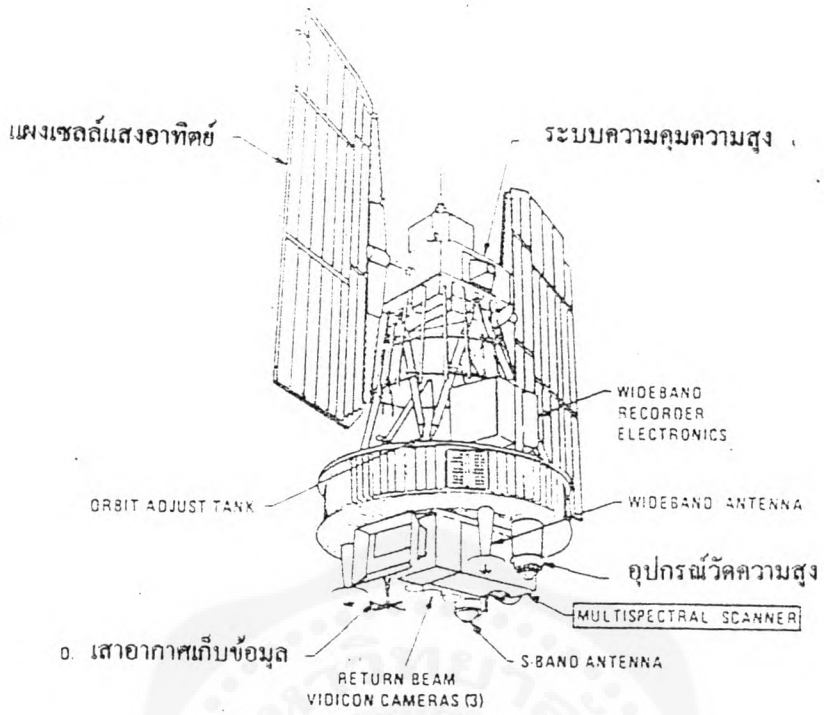 แผงเซลล์แสงอาทิตย์
ระบบความคุมความสูง
WIDEBAND
RECORDER
ELECTRONICS
ORBIT ADJUST TANK
WIDEBAND ANTENNA
อุปกรณ์วัดความสูง
MULTISPECTRAL SCANNER
D. เสาอากาศเก็บข้อมูล
S-BAND ANTENNA
RETURN BEAM
VIDICON CAMERAS (3)